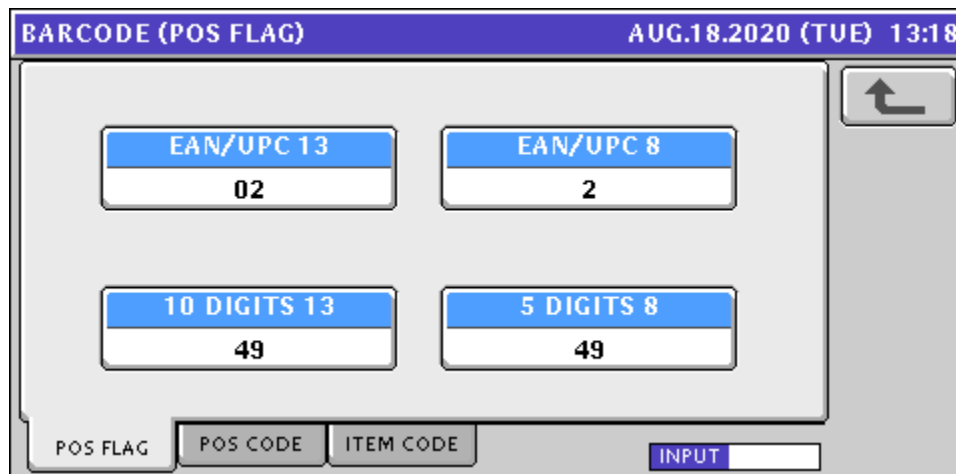 BARCODE (POS FLAG) AUG.18.2020 (TUE) 13:18
EAN/UPC 13 EAN/UPC 8
02 2
10 DIGITS 13 5 DIGITS 8
49 49
POS FLAG POS CODE ITEM CODE
INPUT